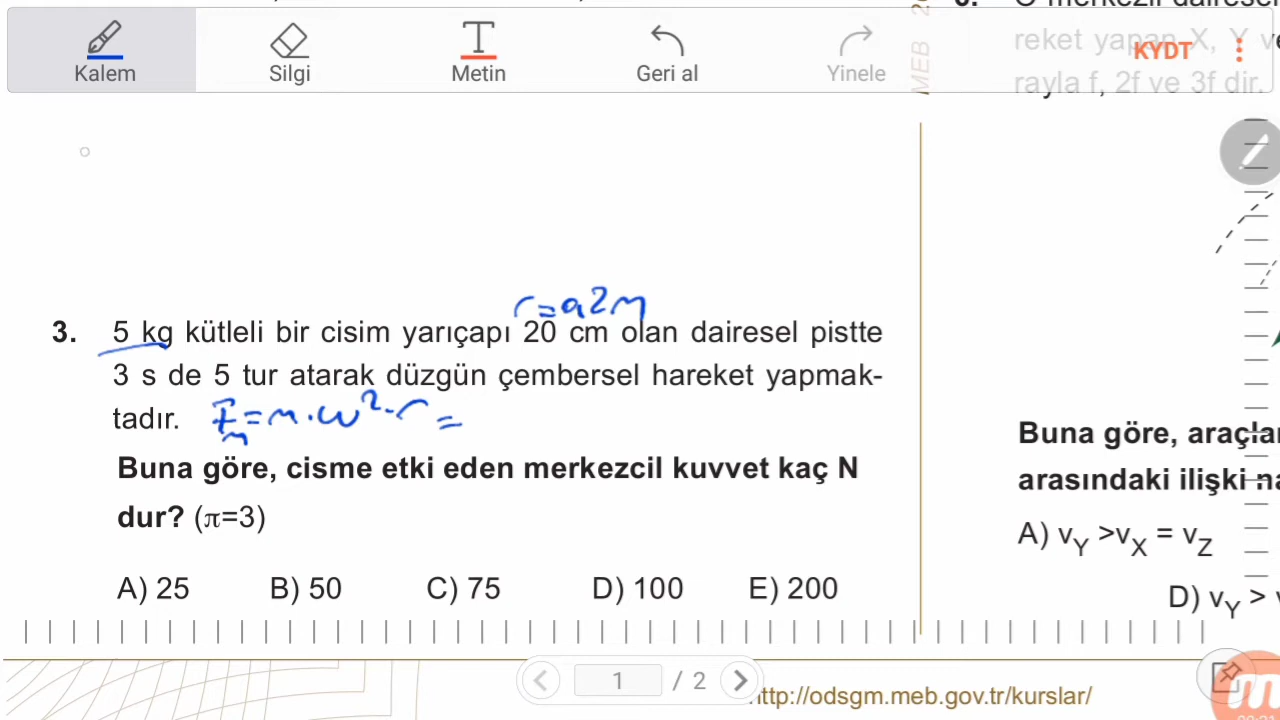 Kalem
Silgi
Metin
Geri al
Yinele
KYDT
MEB
reket yapan X, Y ve
rayla f, 2f ve 3f dir.
r=0,2m
3. 5 kg kütleli bir cisim yarıçapı 20 cm olan dairesel pistte
3 s de 5 tur atarak düzgün çembersel hareket yapmak-
tadır. Fm=m.ω².r=
Buna göre, cisme etki eden merkezcil kuvvet kaç N
dur? (π=3)
A) 25 B) 50 C) 75 D) 100 E) 200
Buna göre, araçla
arasındaki ilişki
A) vY >vX = vZ
D) vY >
1 / 2
http://odsgm.meb.gov.tr/kurslar/